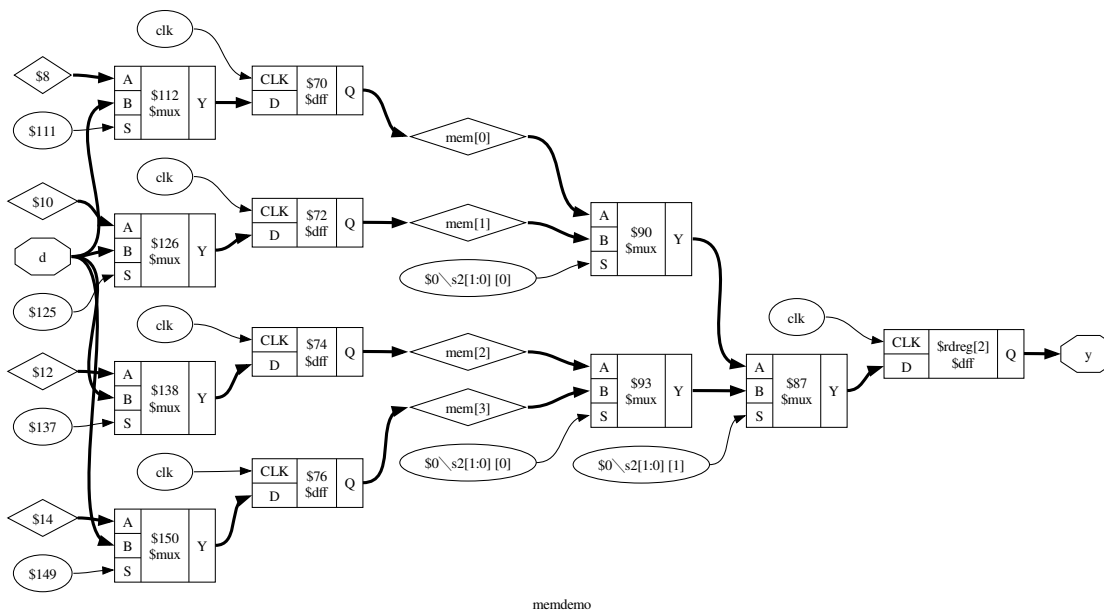 clk
$8
A
B
S
$112
$mux
Y
$111
CLK
D
$70
$dff
Q
mem[0]
clk
$10
A
B
S
$126
$mux
Y
d
$125
CLK
D
$72
$dff
Q
mem[1]
$0\s2[1:0] [0]
A
B
S
$90
$mux
Y
clk
$12
A
B
S
$138
$mux
Y
$137
CLK
D
$74
$dff
Q
mem[2]
mem[3]
$0\s2[1:0] [0]
A
B
S
$93
$mux
Y
clk
$14
A
B
S
$150
$mux
Y
$149
CLK
D
$76
$dff
Q
$0\s2[1:0] [1]
A
B
S
$87
$mux
Y
clk
CLK
D
$rdreg[2]
$dff
Q
y
memdemo